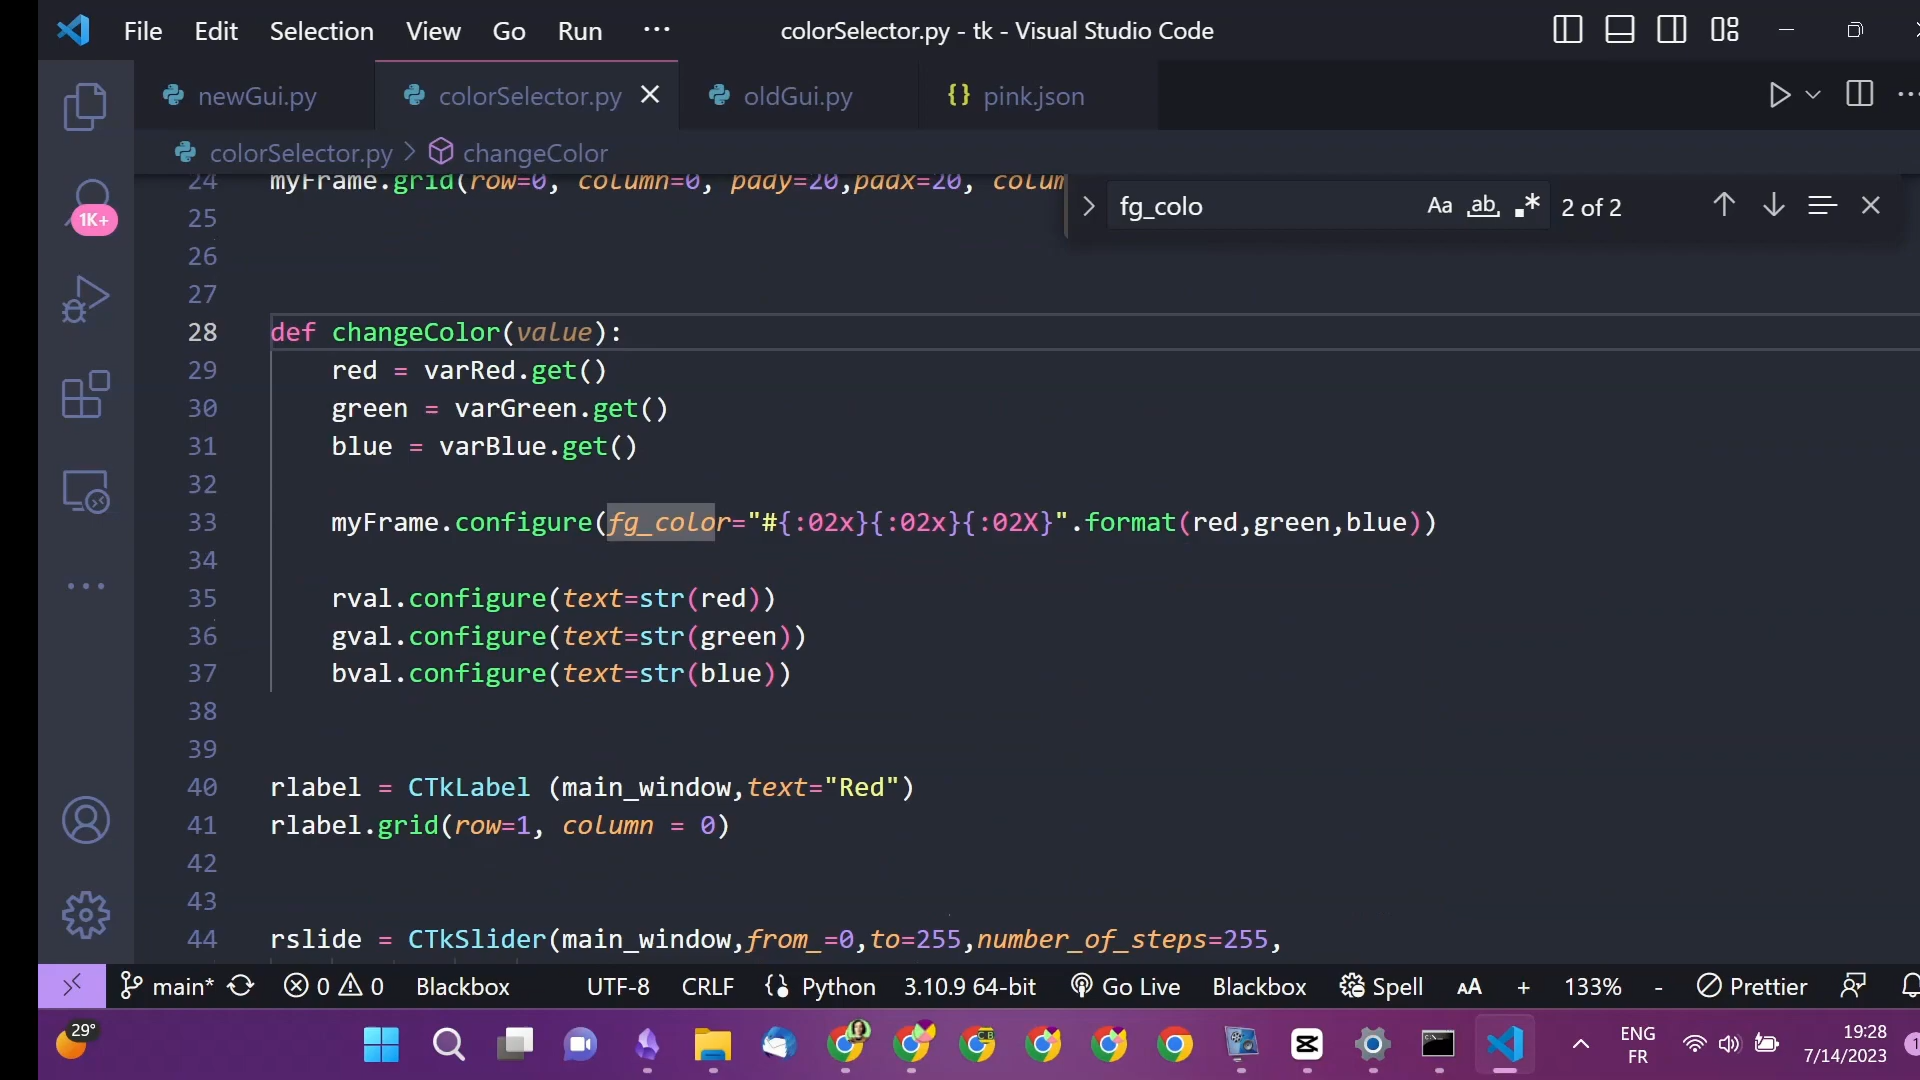 File Edit Selection View Go Run ··· colorSelector.py - tk - Visual Studio Code
newGui.py colorSelector.py oldGui.py {} pink.json
colorSelector.py > changeColor
24 myFrame.grid(row=0, column=0, pady=20,padx=20, colum
fg_colo Aa ab .* 2 of 2
25
1K+
26
27
28 def changeColor(value):
29 red = varRed.get()
30 green = varGreen.get()
31 blue = varBlue.get()
32
33 myFrame.configure(fg_color="#{:02x}{:02x}{:02X}".format(red,green,blue))
34
35 rval.configure(text=str(red))
36 gval.configure(text=str(green))
37 bval.configure(text=str(blue))
38
39
40 rlabel = CTkLabel (main_window,text="Red")
41 rlabel.grid(row=1, column = 0)
42
43
44 rslide = CTkSlider(main_window,from_=0,to=255,number_of_steps=255,
main* 0 0 Blackbox UTF-8 CRLF Python 3.10.9 64-bit Go Live Blackbox Spell AA + 133% - Prettier
29° ENG 19:28
FR 7/14/2023